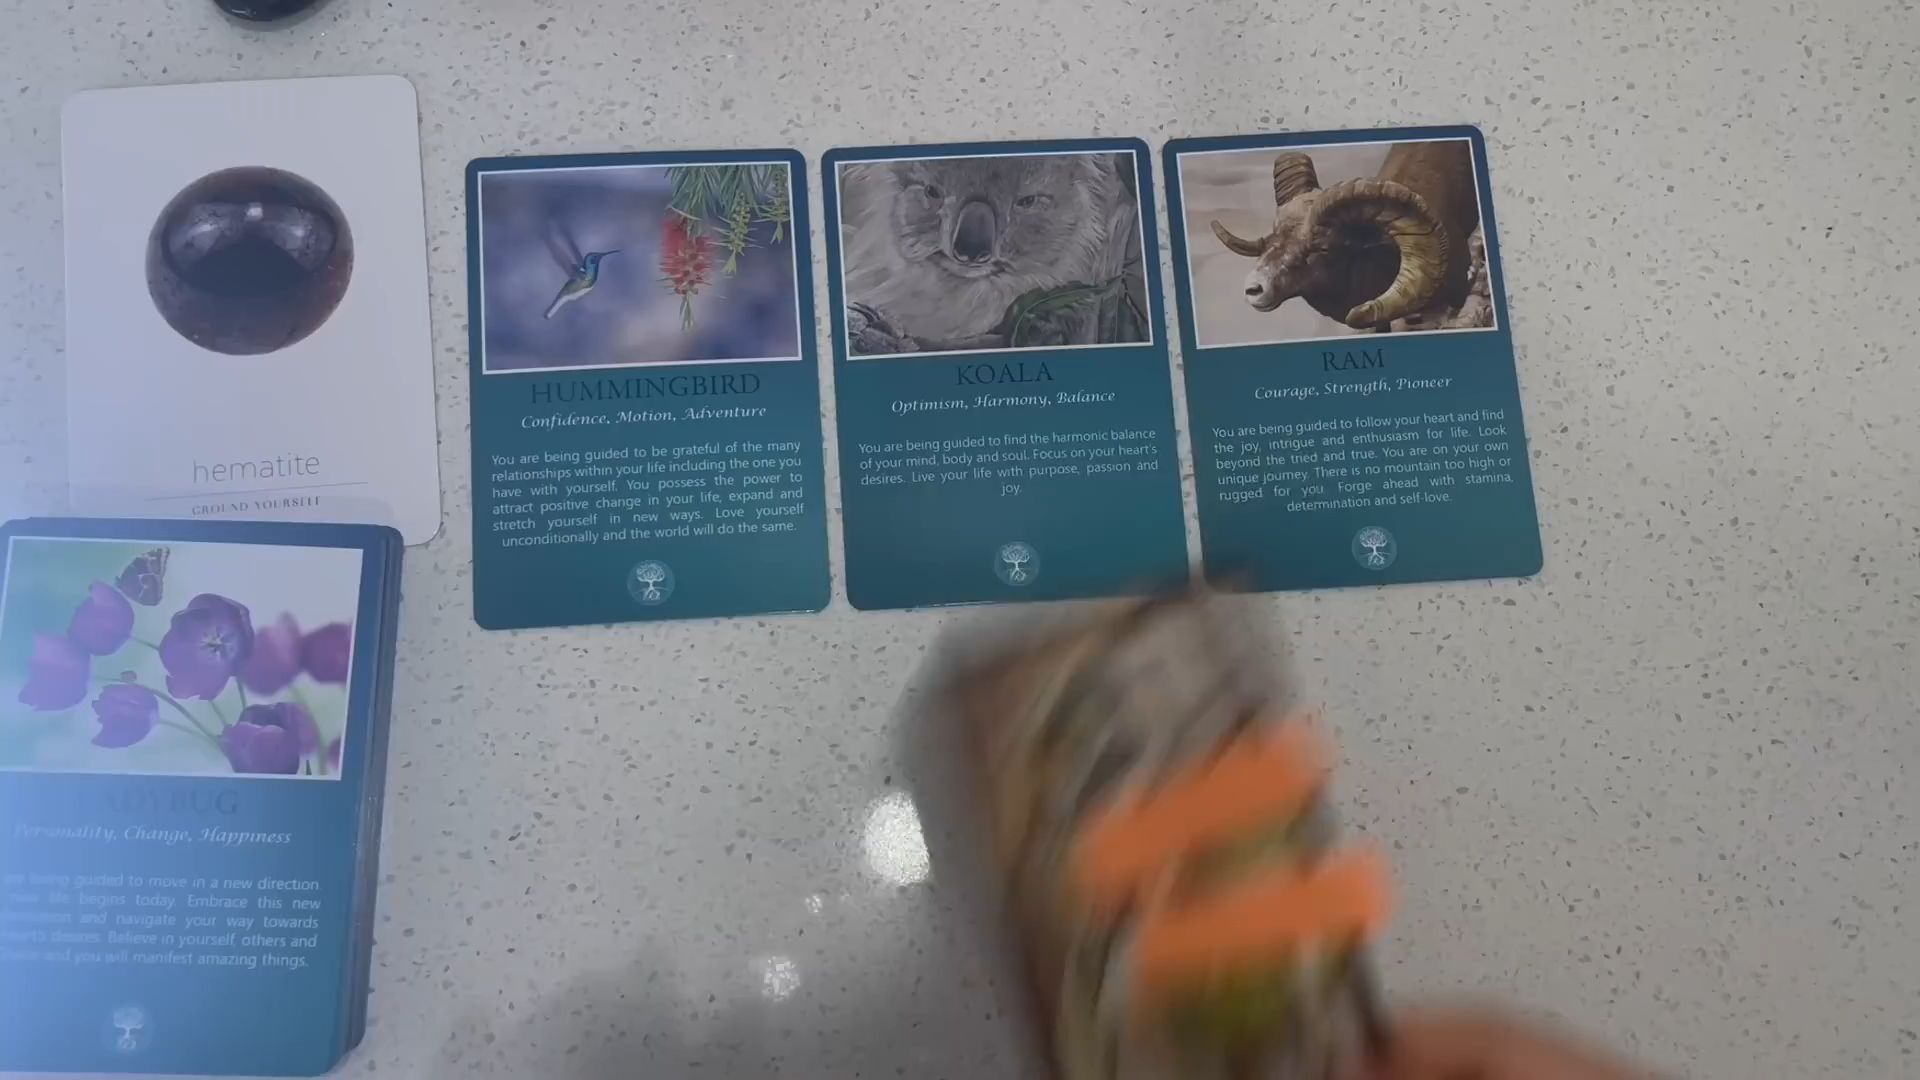 hematite
GROUND YOURSELF
HUMMINGBIRD
Confidence, Motion, Adventure
You are being guided to be grateful of the many
relationships within your life including the one you
have with yourself. You possess the power to
attract positive change in your life, expand and
stretch yourself in new ways. Love yourself
unconditionally and the world will do the same.
KOALA
Optimism, Harmony, Balance
You are being guided to find the harmonic balance
of your mind, body and soul. Focus on your heart's
desires. Live your life with purpose, passion and
joy.
RAM
Courage, Strength, Pioneer
You are being guided to follow your heart and find
the joy, intrigue and enthusiasm for life. Look
beyond the tried and true. You are on your own
unique journey. There is no mountain too high or
rugged for you. Forge ahead with stamina,
determination and self-love.
LADYBUG
Personality, Change, Happiness
being guided to move in a new direction.
life begins today. Embrace this new
and navigate your way towards
heart's desires. Believe in yourself, others and
and you will manifest amazing things.